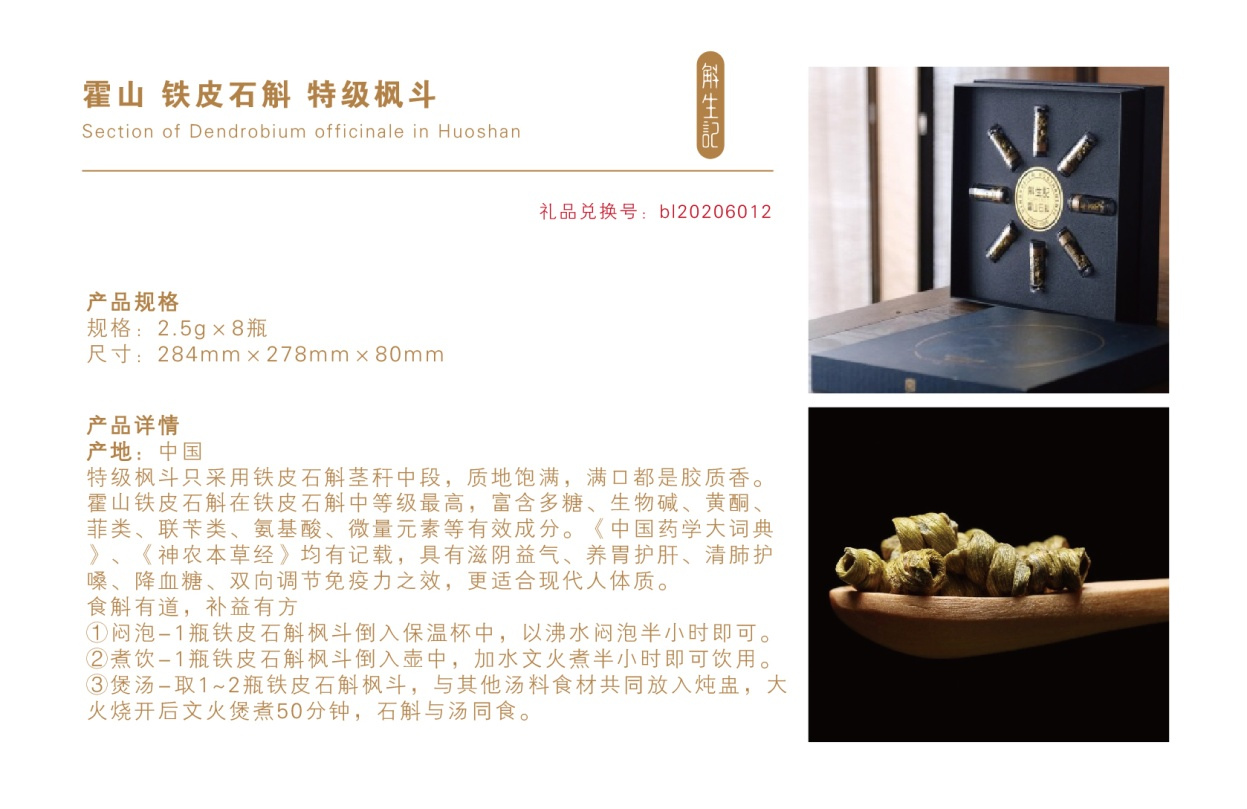 霍山 铁皮石斛 特级枫斗
Section of Dendrobium officinale in Huoshan
斛生記
礼品兑换号：bl20206012
产品规格
规格：2.5g×8瓶
尺寸：284mm×278mm×80mm
产品详情
产地：中国
特级枫斗只采用铁皮石斛茎秆中段，质地饱满，满口都是胶质香。
霍山铁皮石斛在铁皮石斛中等级最高，富含多糖、生物碱、黄酮、
菲类、联苄类、氨基酸、微量元素等有效成分。《中国药学大词典
》、《神农本草经》均有记载，具有滋阴益气、养胃护肝、清肺护
嗓、降血糖、双向调节免疫力之效，更适合现代人体质。
食斛有道，补益有方
①闷泡–1瓶铁皮石斛枫斗倒入保温杯中，以沸水闷泡半小时即可。
②煮饮–1瓶铁皮石斛枫斗倒入壶中，加水文火煮半小时即可饮用。
③煲汤–取1~2瓶铁皮石斛枫斗，与其他汤料食材共同放入炖盅，大
火烧开后文火煲煮50分钟，石斛与汤同食。
斛生記
霍山石斛